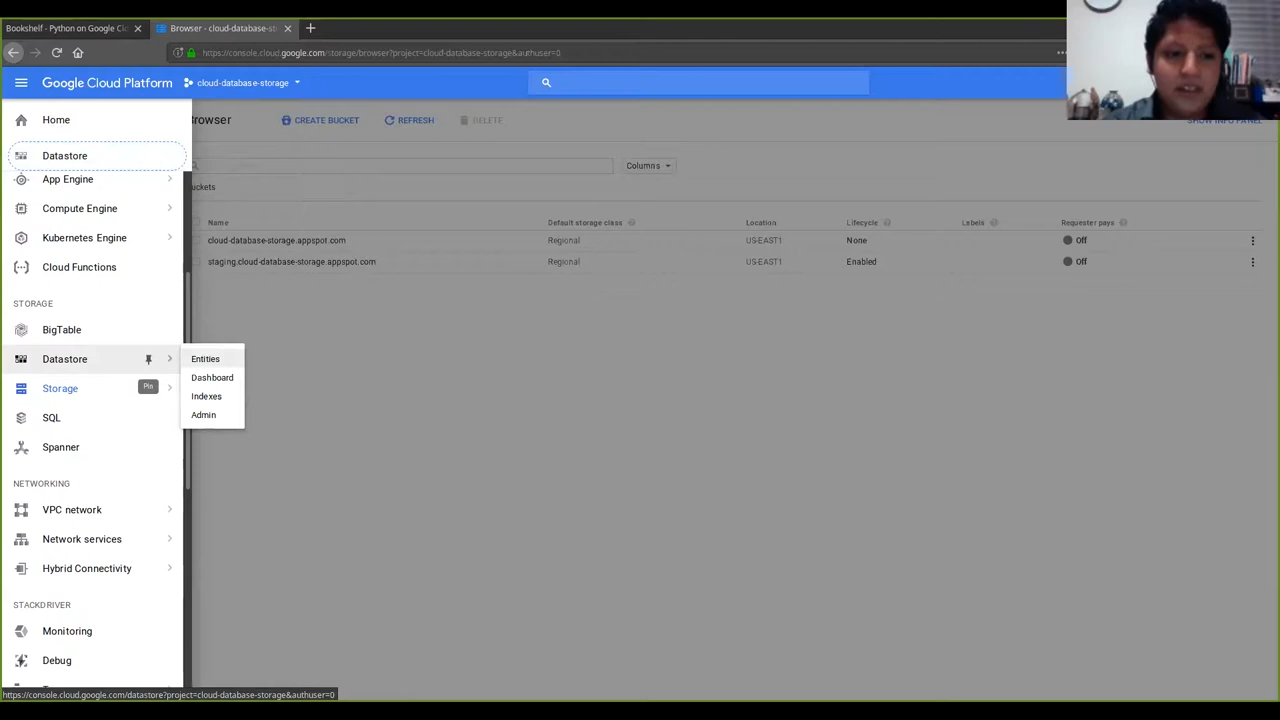 Bookshelf - Python on Google Clo
Browser - cloud-database-st
https://console.cloud.google.com/storage/browser?project=cloud-database-storage&authuser=0
Google Cloud Platform
cloud-database-storage
Home
Browser
CREATE BUCKET
REFRESH
DELETE
SHOW INFO PANEL
Datastore
Columns
App Engine
uckets
Compute Engine
Name
Default storage class
Location
Lifecycle
Labels
Requester pays
Kubernetes Engine
cloud-database-storage.appspot.com
Regional
US-EAST1
None
Off
Cloud Functions
staging.cloud-database-storage.appspot.com
Regional
US-EAST1
Enabled
Off
STORAGE
BigTable
Datastore
Entities
Dashboard
Storage
Pin
Indexes
Admin
SQL
Spanner
NETWORKING
VPC network
Network services
Hybrid Connectivity
STACKDRIVER
Monitoring
Debug
https://console.cloud.google.com/datastore?project=cloud-database-storage&authuser=0